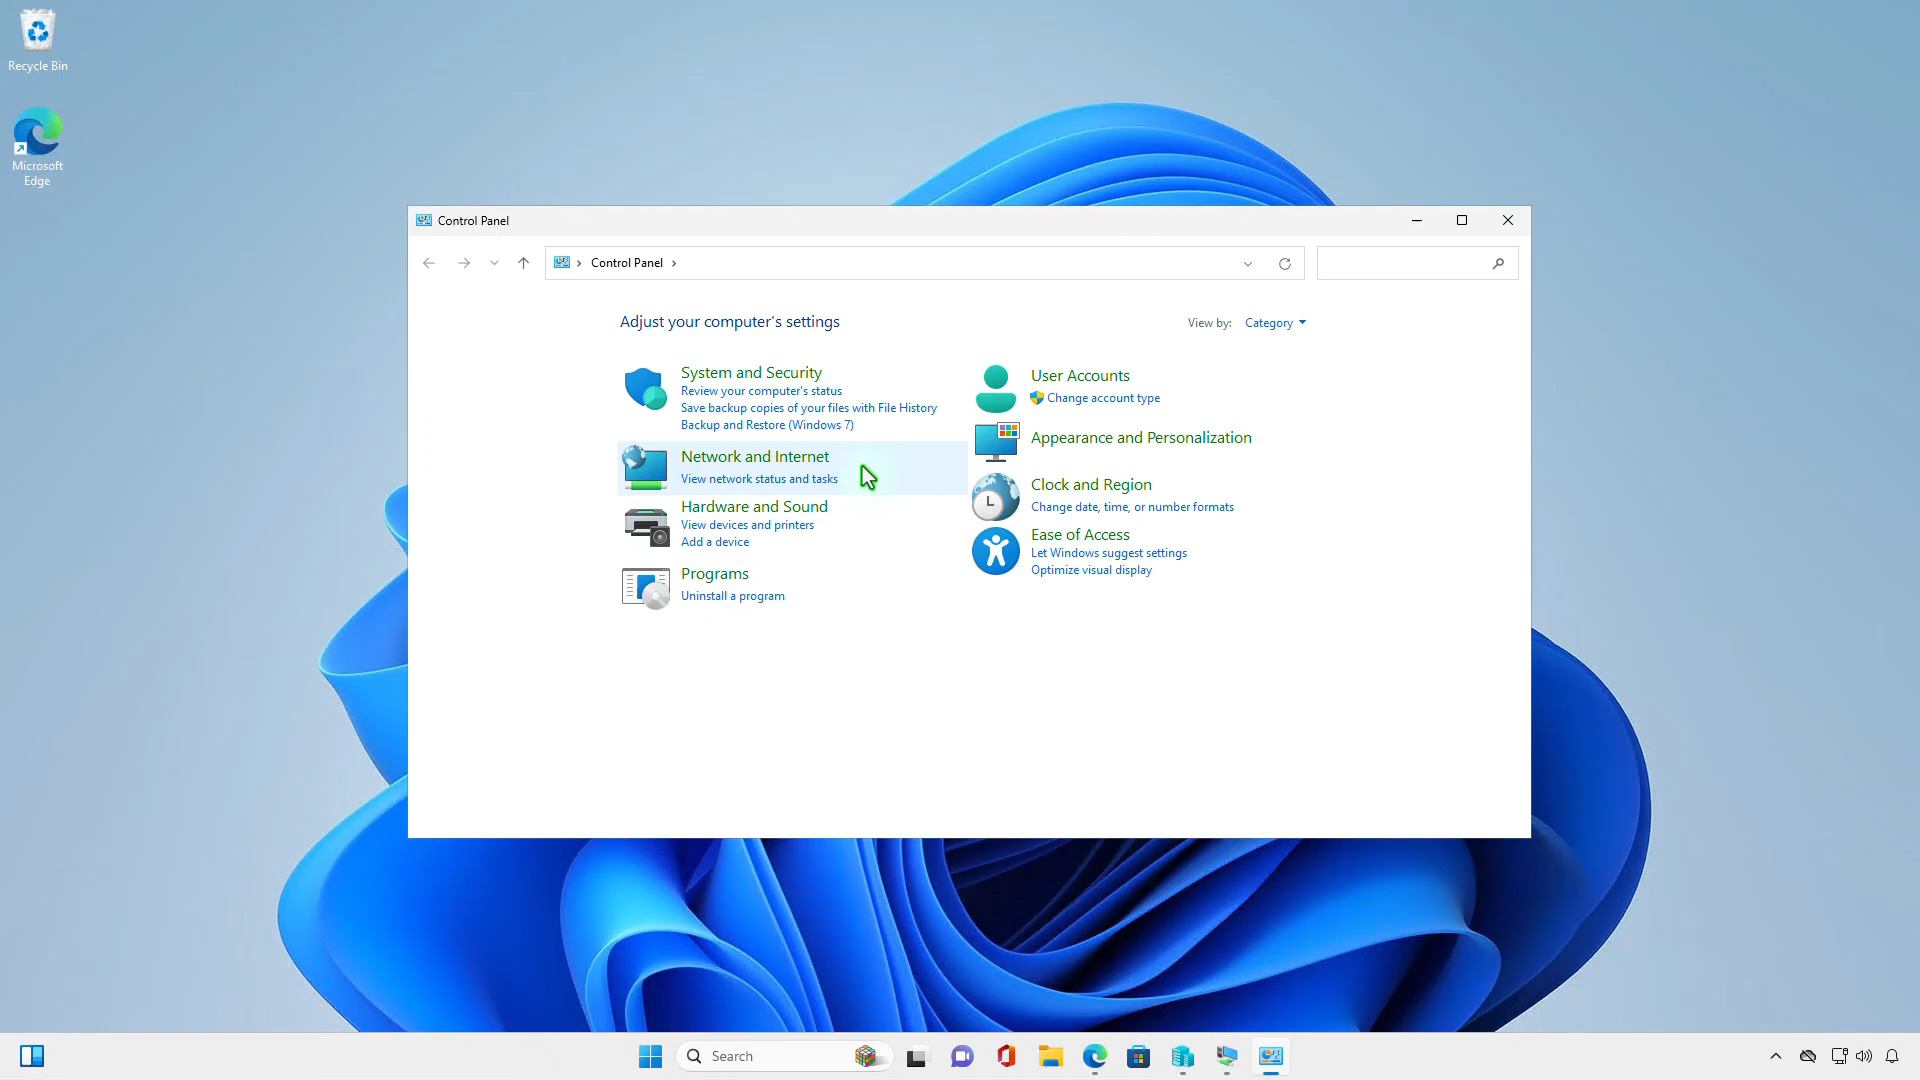 Recycle Bin
Microsoft
Edge
Control Panel
Control Panel
Adjust your computer's settings
View by: Category
System and Security
Review your computer's status
Save backup copies of your files with File History
Backup and Restore (Windows 7)
Network and Internet
View network status and tasks
Hardware and Sound
View devices and printers
Add a device
Programs
Uninstall a program
User Accounts
Change account type
Appearance and Personalization
Clock and Region
Change date, time, or number formats
Ease of Access
Let Windows suggest settings
Optimize visual display
Search